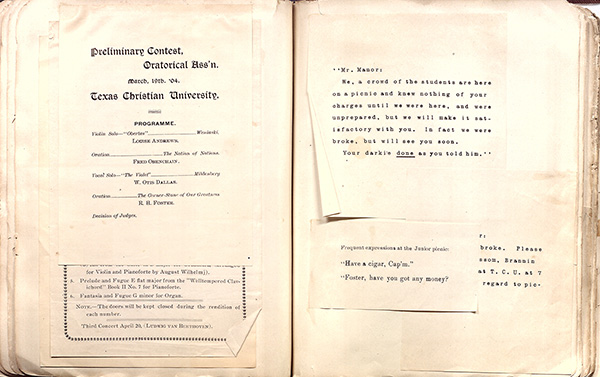 Preliminary Contest,
Oratorical Ass'n.
March, 19th. '04.
Texas Christian University.
PROGRAMME.
Violin Solo—"Obertas" Weniawski.
LOUISE ANDREWS.
Oration The Nation of Nations.
FRED OBENCHAIN.
Vocal Solo—"The Violet" Mildenburg
W. OTIS DALLAS.
Oration The Corner-Stone of Our Greatness
R. H. FOSTER.
Decision of Judges.
for Violin and Pianoforte by August Wilhelmj).
Prelude and Fugue E flat major from the "Welltempered Clav-
ichord" Book II No. 7 for Pianoforte.
Fantasia and Fugue G minor for Organ.
NOTE.—The doors will be kept closed during the rendition of
each number.
Third Concert April 20. (LUDWIG VAN BEETHOVEN).
"Mr. Manor:
We, a crowd of the students are here
on a picnic and knew nothing of your
charges until we were here, and were
unprepared, but we will make it sat-
isfactory with you. In fact we were
broke, but will see you soon.
Your darkie done as you told him."
Frequent expressions at the Junior picnic:
"Have a cigar, Cap'm."
"Foster, have you got any money?
r:
broke. Please
ssom, Brannin
at T. C. U. at 7
regard to pic-